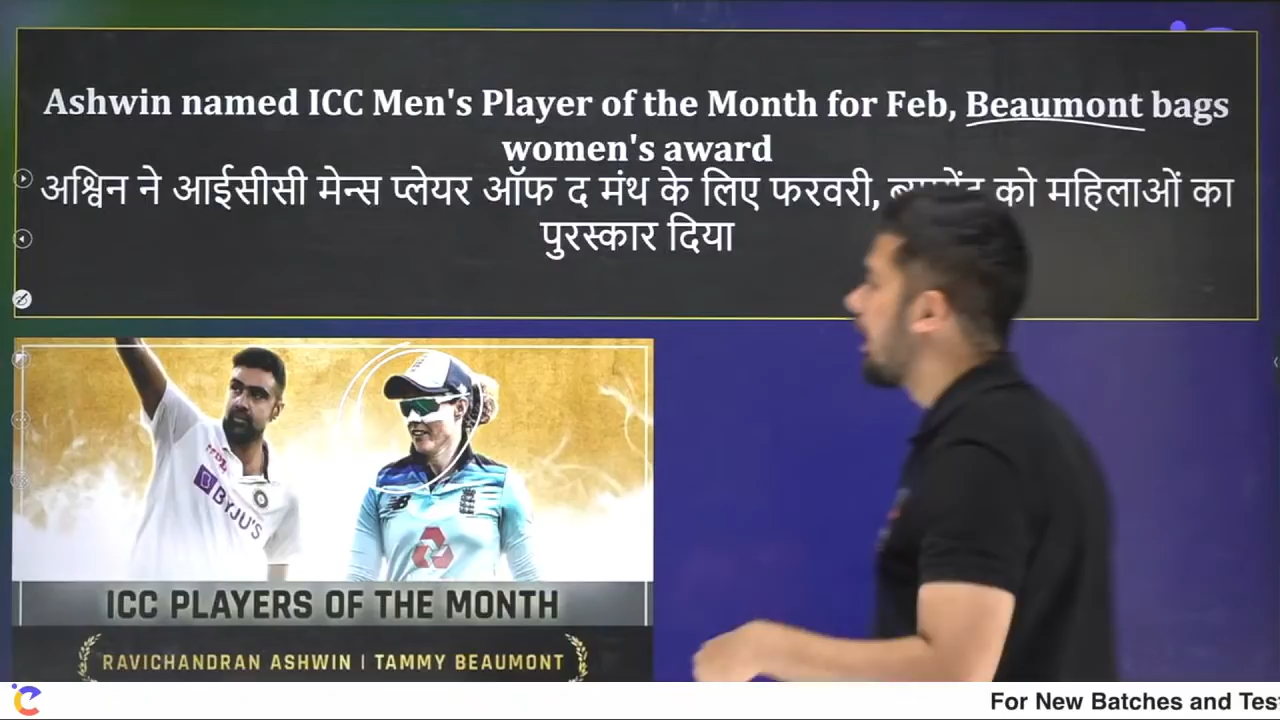 Ashwin named ICC Men's Player of the Month for Feb, Beaumont bags
women's award
अश्विन ने आईसीसी मेन्स प्लेयर ऑफ द मंथ के लिए फरवरी, को महिलाओं का
पुरस्कार दिया
BYJU'S
ICC PLAYERS OF THE MONTH
RAVICHANDRAN ASHWIN | TAMMY BEAUMONT
For New Batches and